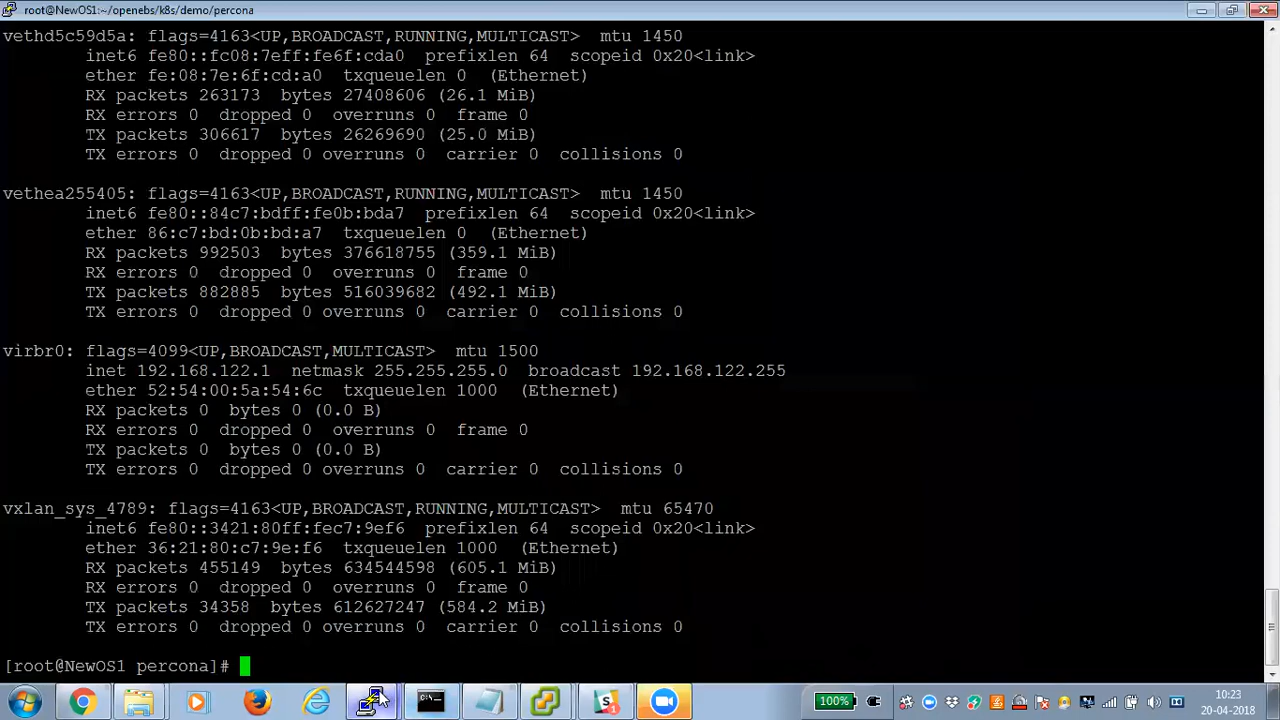 root@NewOS1:~/openebs/k8s/demo/percona
vethd5c59d5a: flags=4163<UP,BROADCAST,RUNNING,MULTICAST>  mtu 1450
        inet6 fe80::fc08:7eff:fe6f:cda0  prefixlen 64  scopeid 0x20<link>
        ether fe:08:7e:6f:cd:a0  txqueuelen 0  (Ethernet)
        RX packets 263173  bytes 27408606 (26.1 MiB)
        RX errors 0  dropped 0  overruns 0  frame 0
        TX packets 306617  bytes 26269690 (25.0 MiB)
        TX errors 0  dropped 0 overruns 0  carrier 0  collisions 0
vethea255405: flags=4163<UP,BROADCAST,RUNNING,MULTICAST>  mtu 1450
        inet6 fe80::84c7:bdff:fe0b:bda7  prefixlen 64  scopeid 0x20<link>
        ether 86:c7:bd:0b:bd:a7  txqueuelen 0  (Ethernet)
        RX packets 992503  bytes 376618755 (359.1 MiB)
        RX errors 0  dropped 0  overruns 0  frame 0
        TX packets 882885  bytes 516039682 (492.1 MiB)
        TX errors 0  dropped 0 overruns 0  carrier 0  collisions 0
virbr0: flags=4099<UP,BROADCAST,MULTICAST>  mtu 1500
        inet 192.168.122.1  netmask 255.255.255.0  broadcast 192.168.122.255
        ether 52:54:00:5a:54:6c  txqueuelen 1000  (Ethernet)
        RX packets 0  bytes 0 (0.0 B)
        RX errors 0  dropped 0  overruns 0  frame 0
        TX packets 0  bytes 0 (0.0 B)
        TX errors 0  dropped 0 overruns 0  carrier 0  collisions 0
vxlan_sys_4789: flags=4163<UP,BROADCAST,RUNNING,MULTICAST>  mtu 65470
        inet6 fe80::3421:80ff:fec7:9ef6  prefixlen 64  scopeid 0x20<link>
        ether 36:21:80:c7:9e:f6  txqueuelen 1000  (Ethernet)
        RX packets 455149  bytes 634544598 (605.1 MiB)
        RX errors 0  dropped 0  overruns 0  frame 0
        TX packets 34358  bytes 612627247 (584.2 MiB)
        TX errors 0  dropped 0 overruns 0  carrier 0  collisions 0
[root@NewOS1 percona]#
100%
10:23
20-04-2018